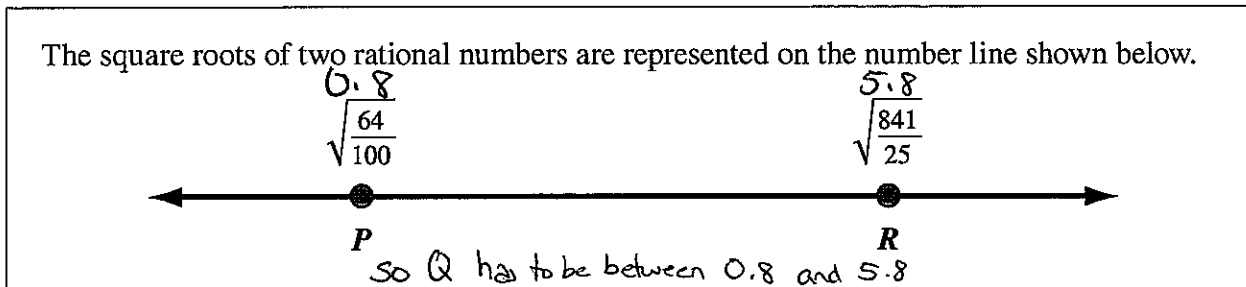 The square roots of two rational numbers are represented on the number line shown below.
0.8 5.8
√(64/100) √(841/25)
P R
so Q has to be between 0.8 and 5.8